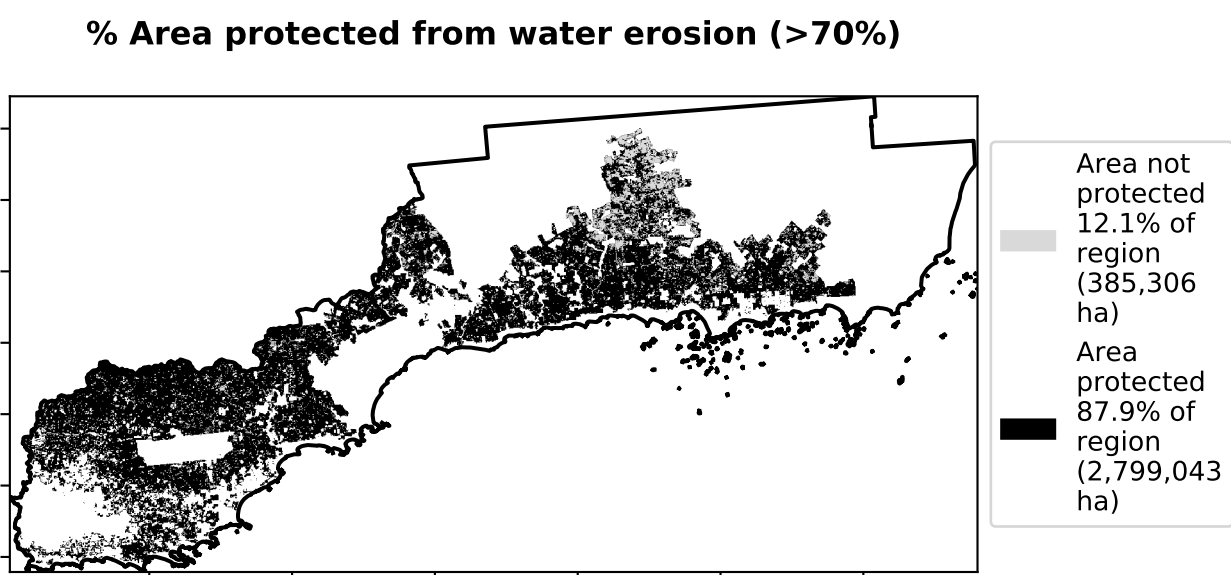 % Area protected from water erosion (>70%)
Area not
protected
12.1% of
region
(385,306
ha)
Area
protected
87.9% of
region
(2,799,043
ha)